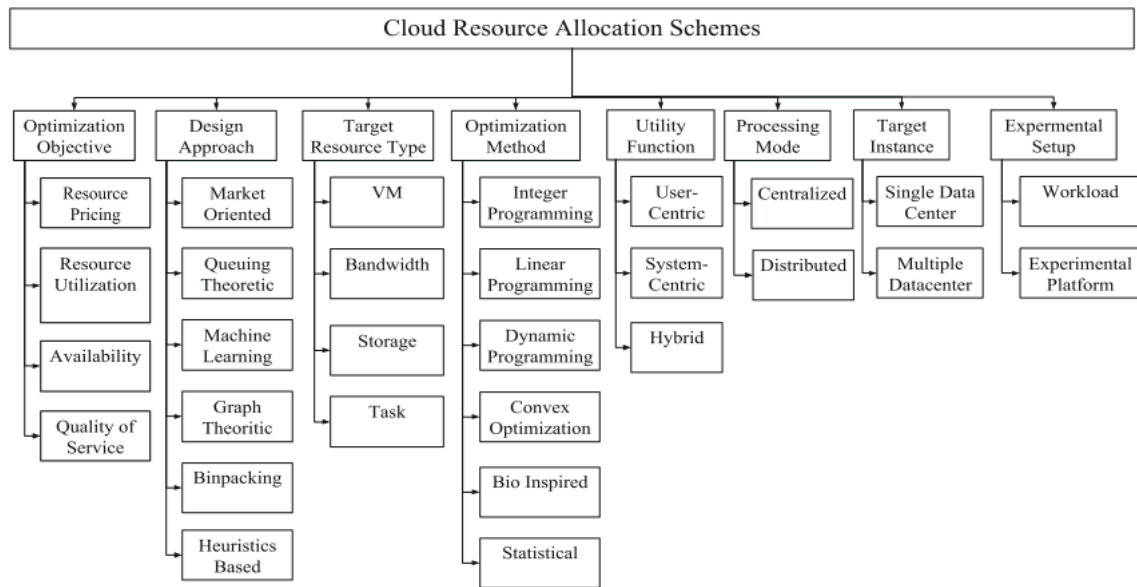 Cloud Resource Allocation Schemes
Optimization
Objective
Design
Approach
Target
Resource Type
Optimization
Method
Utility
Function
Processing
Mode
Target
Instance
Expermental
Setup
Resource
Pricing
Resource
Utilization
Availability
Quality of
Service
Market
Oriented
Queuing
Theoretic
Machine
Learning
Graph
Theoritic
Binpacking
Heuristics
Based
VM
Bandwidth
Storage
Task
Integer
Programming
Linear
Programming
Dynamic
Programming
Convex
Optimization
Bio Inspired
Statistical
User-
Centric
System-
Centric
Hybrid
Centralized
Distributed
Single Data
Center
Multiple
Datacenter
Workload
Experimental
Platform